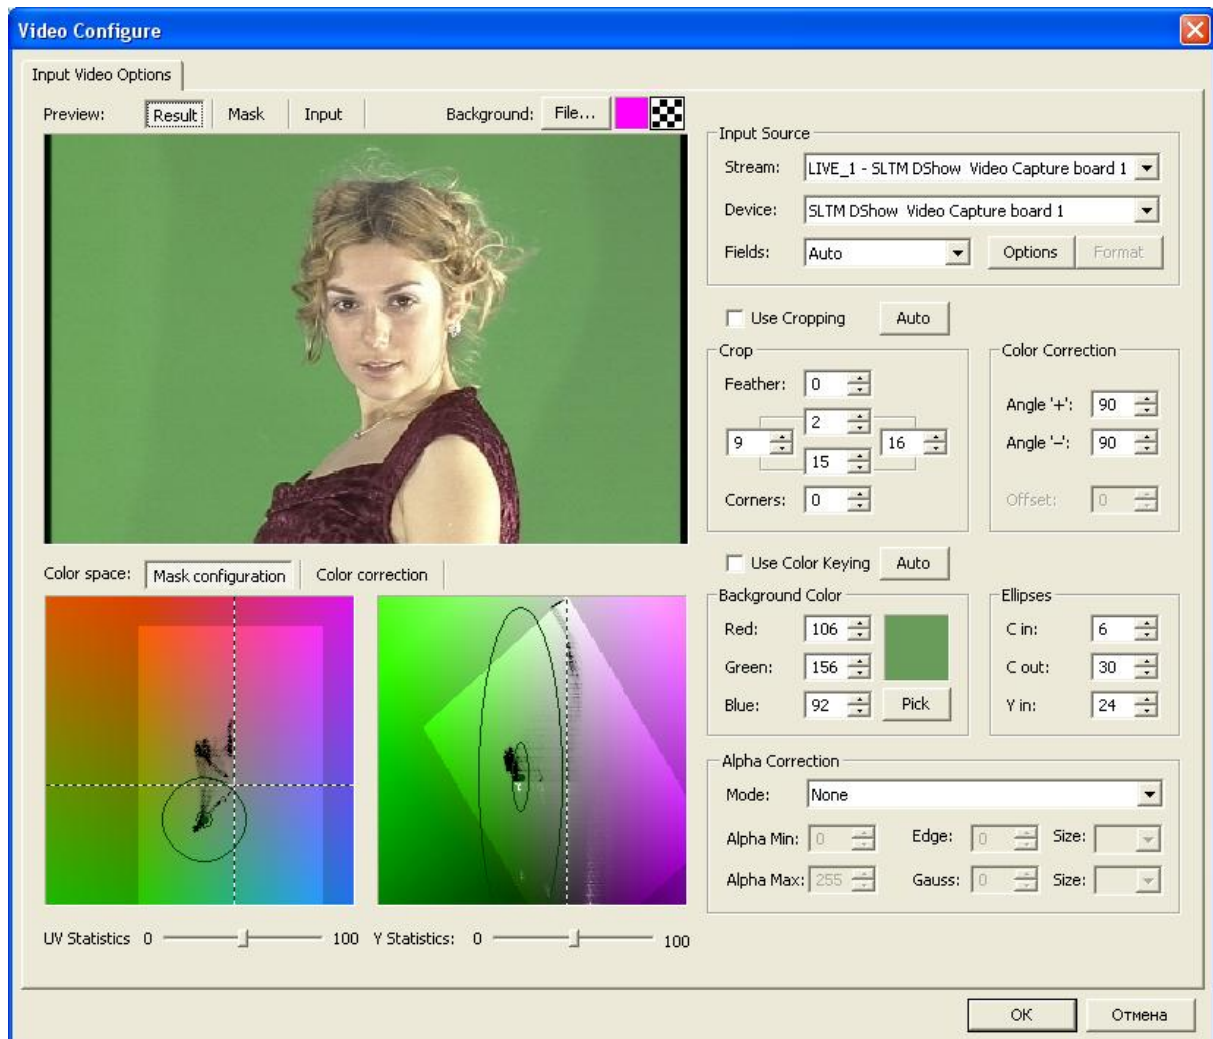 Video Configure
Input Video Options
Preview: Result Mask Input Background: File...
Input Source
Stream: LIVE_1 - SLTM DShow Video Capture board 1
Device: SLTM DShow Video Capture board 1
Fields: Auto Options Format
Use Cropping Auto
Crop
Feather: 0
2
9 16
15
Corners: 0
Color Correction
Angle '+': 90
Angle '-': 90
Offset: 0
Color space: Mask configuration Color correction
Use Color Keying Auto
Background Color
Red: 106
Green: 156
Blue: 92 Pick
Ellipses
C in: 6
C out: 30
Y in: 24
Alpha Correction
Mode: None
Alpha Min: 0 Edge: 0 Size:
Alpha Max: 255 Gauss: 0 Size:
UV Statistics 0 100 Y Statistics: 0 100
OK Отмена